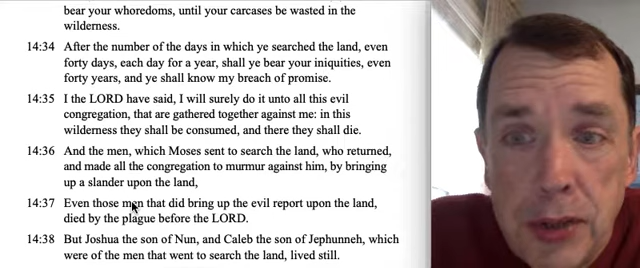 bear your whoredoms, until your carcases be wasted in the
wilderness.
14:34 After the number of the days in which ye searched the land, even
forty days, each day for a year, shall ye bear your iniquities, even
forty years, and ye shall know my breach of promise.
14:35 I the LORD have said, I will surely do it unto all this evil
congregation, that are gathered together against me: in this
wilderness they shall be consumed, and there they shall die.
14:36 And the men, which Moses sent to search the land, who returned,
and made all the congregation to murmur against him, by bringing
up a slander upon the land,
14:37 Even those men that did bring up the evil report upon the land,
died by the plague before the LORD.
14:38 But Joshua the son of Nun, and Caleb the son of Jephunneh, which
were of the men that went to search the land, lived still.